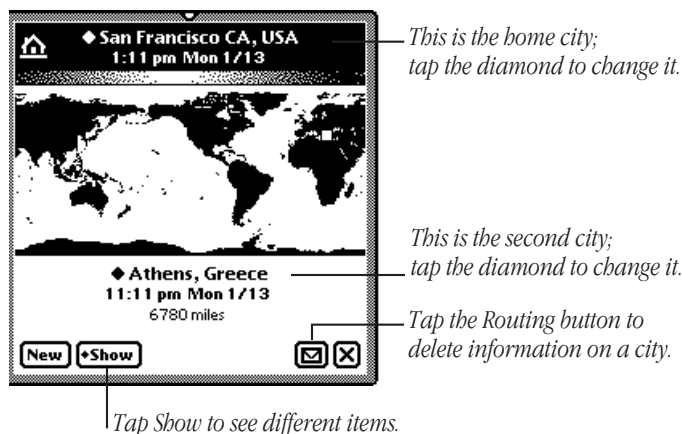 San Francisco CA, USA
1:11 pm Mon 1/13
This is the home city;
tap the diamond to change it.
This is the second city;
tap the diamond to change it.
Athens, Greece
11:11 pm Mon 1/13
6780 miles
Tap the Routing button to
delete information on a city.
New
Show
Tap Show to see different items.